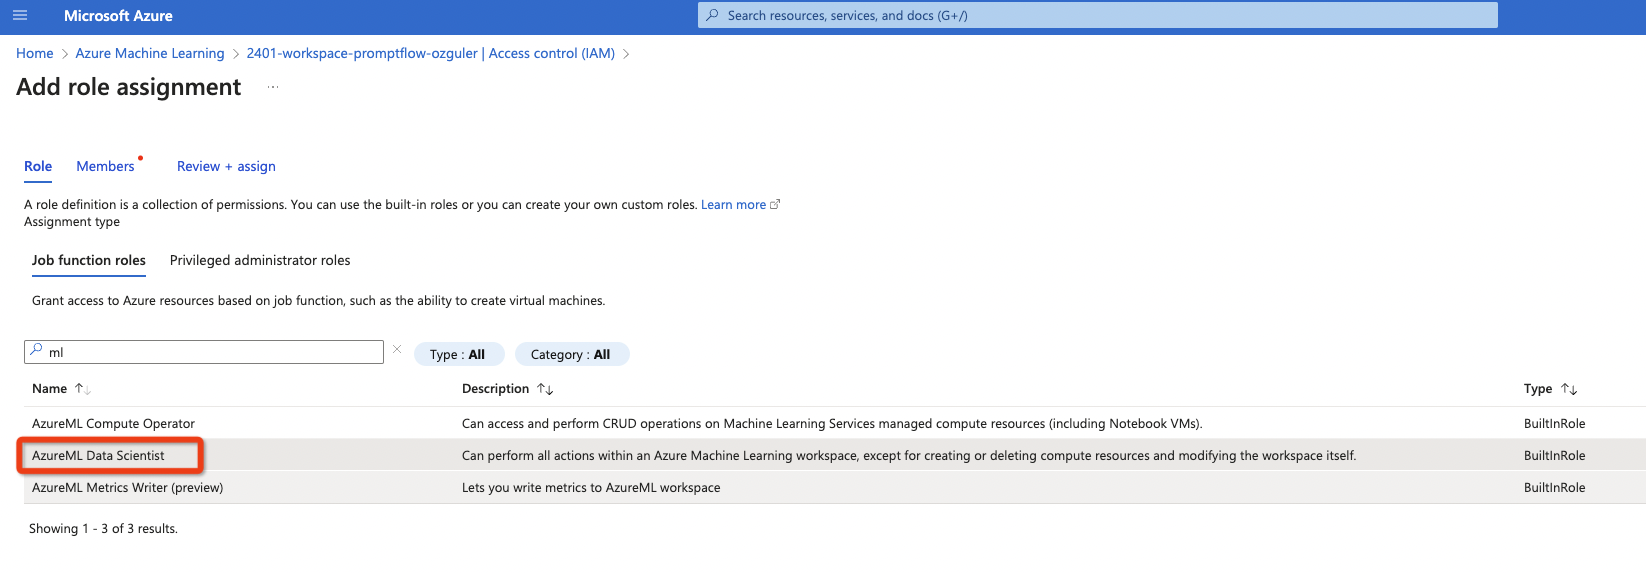 Microsoft Azure
Search resources, services, and docs (G+/)
Home > Azure Machine Learning > 2401-workspace-promptflow-ozguler | Access control (IAM) >
Add role assignment ...
Role Members Review + assign
A role definition is a collection of permissions. You can use the built-in roles or you can create your own custom roles. Learn more
Assignment type
Job function roles Privileged administrator roles
Grant access to Azure resources based on job function, such as the ability to create virtual machines.
ml Type : All Category : All
Name Description Type
AzureML Compute Operator Can access and perform CRUD operations on Machine Learning Services managed compute resources (including Notebook VMs). BuiltInRole
AzureML Data Scientist Can perform all actions within an Azure Machine Learning workspace, except for creating or deleting compute resources and modifying the workspace itself. BuiltInRole
AzureML Metrics Writer (preview) Lets you write metrics to AzureML workspace BuiltInRole
Showing 1 - 3 of 3 results.